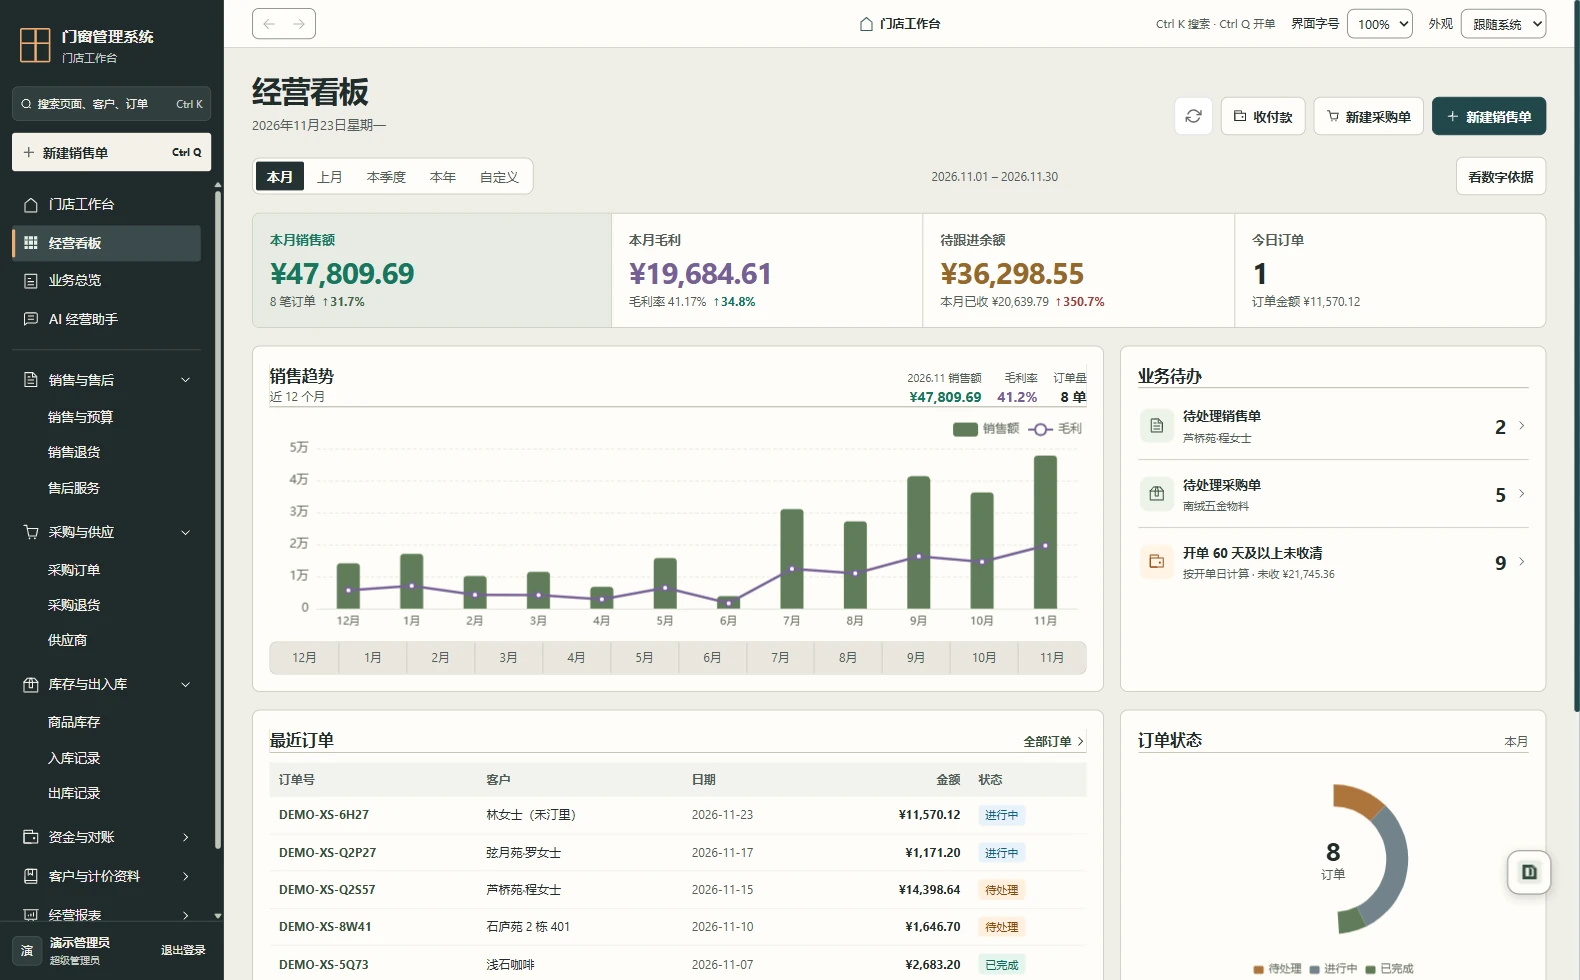 门窗管理系统
门店工作台
搜索页面、客户、订单 Ctrl K
新建销售单 Ctrl Q
门店工作台
经营看板
业务总览
AI 经营助手
销售与售后
销售与预算
销售退货
售后服务
采购与供应
采购订单
采购退货
供应商
库存与出入库
商品库存
入库记录
出库记录
资金与对账
客户与计价资料
经营报表
演 演示管理员
超级管理员
退出登录
门店工作台
Ctrl K 搜索 · Ctrl Q 开单 界面字号 100% 外观 跟随系统
经营看板
2026年11月23日星期一
收付款 新建采购单 新建销售单
本月 上月 本季度 本年 自定义
2026.11.01 – 2026.11.30
看数字依据
本月销售额
¥47,809.69
8 笔订单 ↑31.7%
本月毛利
¥19,684.61
毛利率 41.17% ↑34.8%
待跟进余额
¥36,298.55
本月已收 ¥20,639.79 ↑350.7%
今日订单
1
订单金额 ¥11,570.12
销售趋势
近 12 个月
2026.11 销售额 毛利率 订单量
¥47,809.69 41.2% 8 单
销售额 毛利
5万
4万
3万
2万
1万
0
12月 1月 2月 3月 4月 5月 6月 7月 8月 9月 10月 11月
12月 1月 2月 3月 4月 5月 6月 7月 8月 9月 10月 11月
业务待办
待处理销售单
芦桥苑·程女士
2
待处理采购单
南绒五金物料
5
开单 60 天及以上未收清
按开单日计算 · 未收 ¥21,745.36
9
最近订单
全部订单
订单号 客户 日期 金额 状态
DEMO-XS-6H27 林女士（禾汀里） 2026-11-23 ¥11,570.12 进行中
DEMO-XS-Q2P27 弦月苑·罗女士 2026-11-17 ¥1,171.20 进行中
DEMO-XS-Q2S57 芦桥苑·程女士 2026-11-15 ¥14,398.64 待处理
DEMO-XS-8W41 石庐苑 2 栋 401 2026-11-10 ¥1,646.70 待处理
DEMO-XS-5Q73 浅石咖啡 2026-11-07 ¥2,683.20 已完成
订单状态
本月
8
订单
待处理 进行中 已完成